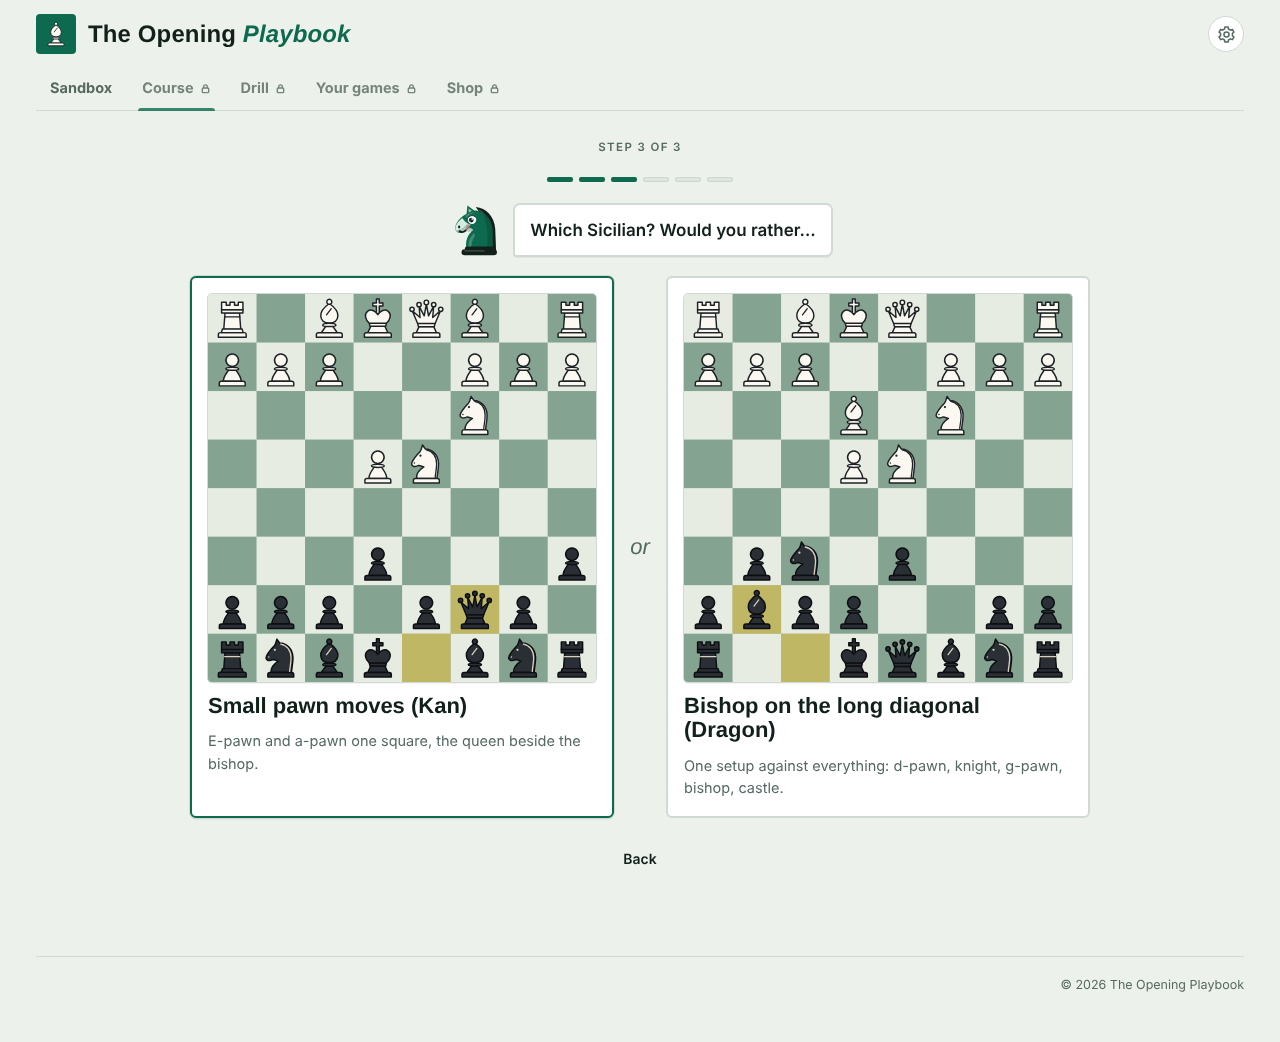 The Opening Playbook
Sandbox Course Drill Your games Shop
STEP 3 OF 3
Which Sicilian? Would you rather...
or
Small pawn moves (Kan)
E-pawn and a-pawn one square, the queen beside the
bishop.
Bishop on the long diagonal
(Dragon)
One setup against everything: d-pawn, knight, g-pawn,
bishop, castle.
Back
© 2026 The Opening Playbook